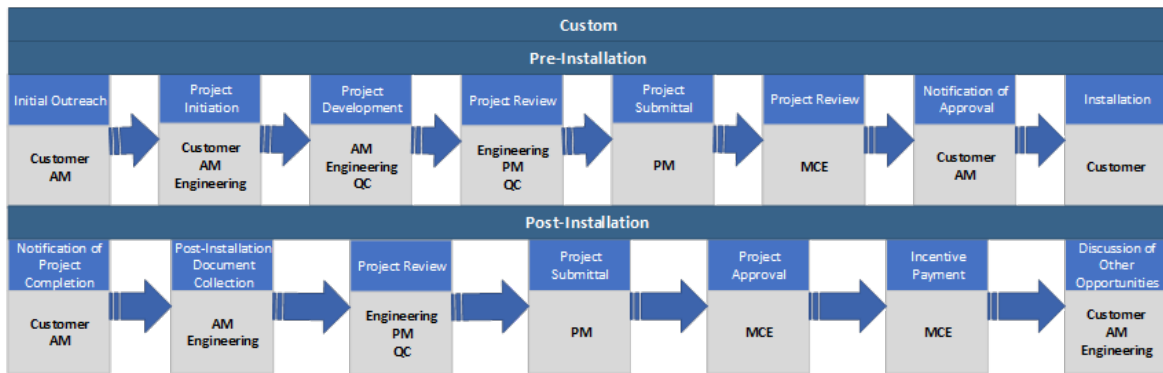 Custom
Pre-Installation
Initial Outreach
Customer
AM
Project
Initiation
Customer
AM
Engineering
Project
Development
AM
Engineering
QC
Project Review
Engineering
PM
QC
Project
Submittal
PM
Project Review
MCE
Notification of
Approval
Customer
AM
Installation
Customer
Post-Installation
Notification of
Project
Completion
Customer
AM
Post-Installation
Document
Collection
AM
Engineering
Project Review
Engineering
PM
QC
Project
Submittal
PM
Project
Approval
MCE
Incentive
Payment
MCE
Discussion of
Other
Opportunities
Customer
AM
Engineering